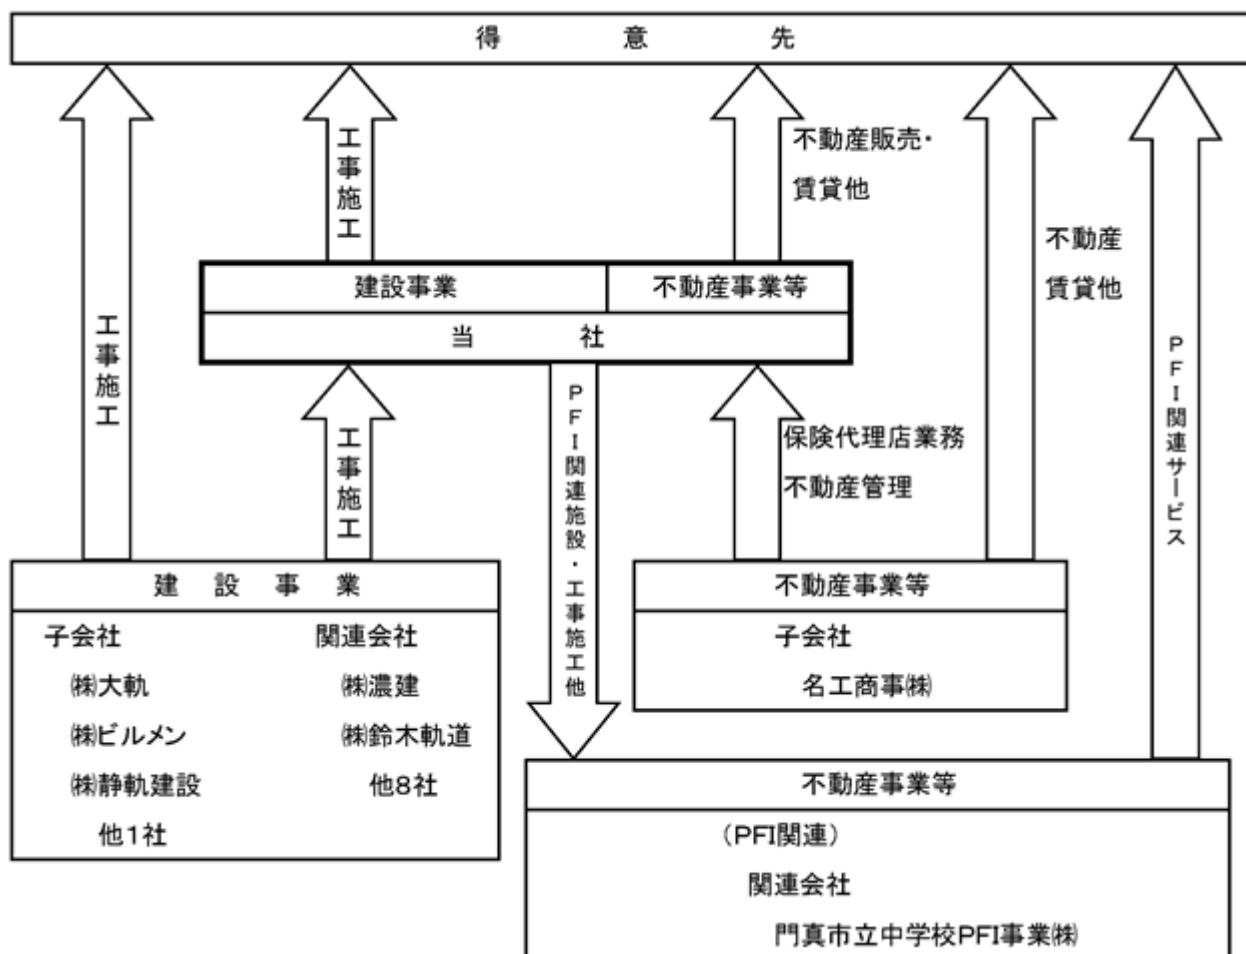 得意先
工事施工
工事施工
不動産販売・
賃貸他
不動産
賃貸他
PFI関連サービス
建設事業
不動産事業等
当社
工事施工
PFI関連施設・工事施工他
保険代理店業務
不動産管理
建設事業
子会社
関連会社
㈱大軌
㈱濃建
㈱ビルメン
㈱鈴木軌道
㈱静軌建設
他8社
他1社
不動産事業等
子会社
名工商事㈱
不動産事業等
（PFI関連）
関連会社
門真市立中学校PFI事業㈱